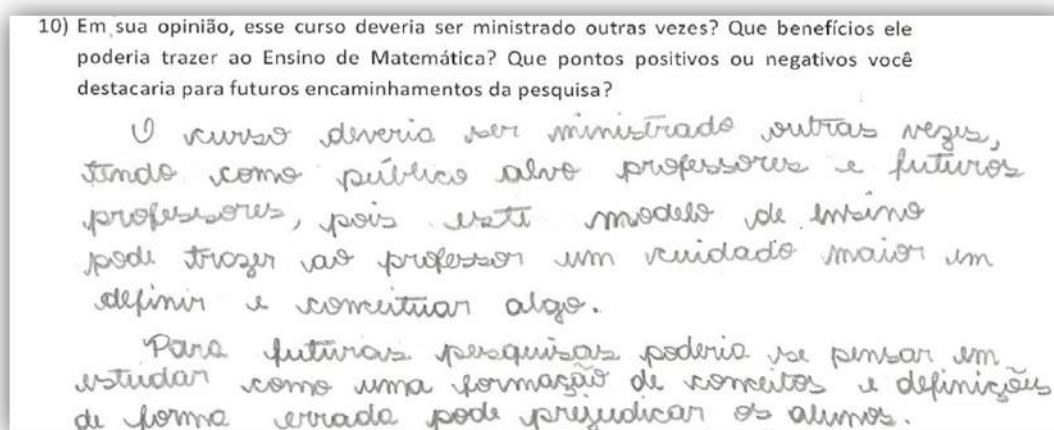 10) Em sua opinião, esse curso deveria ser ministrado outras vezes? Que benefícios ele
poderia trazer ao Ensino de Matemática? Que pontos positivos ou negativos você
destacaria para futuros encaminhamentos da pesquisa?
O curso deveria ser ministrado outras vezes,
tendo como público alvo professores e futuros
professores, pois este modelo de ensino
pode trazer ao professor um cuidado maior em
definir e conceituar algo.
Para futuras pesquisas poderia se pensar em
estudar como uma formação de conceitos e definições
de forma errada pode prejudicar os alunos.